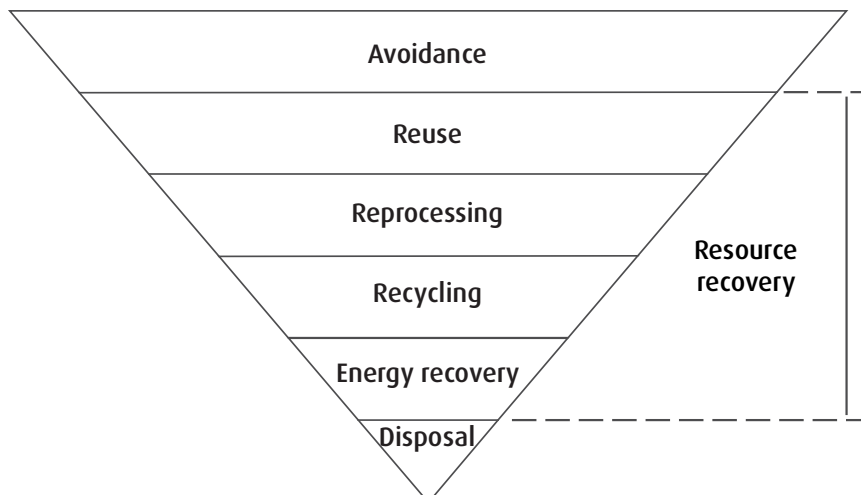 Avoidance
Reuse
Reprocessing
Recycling
Energy recovery
Disposal
Resource
recovery